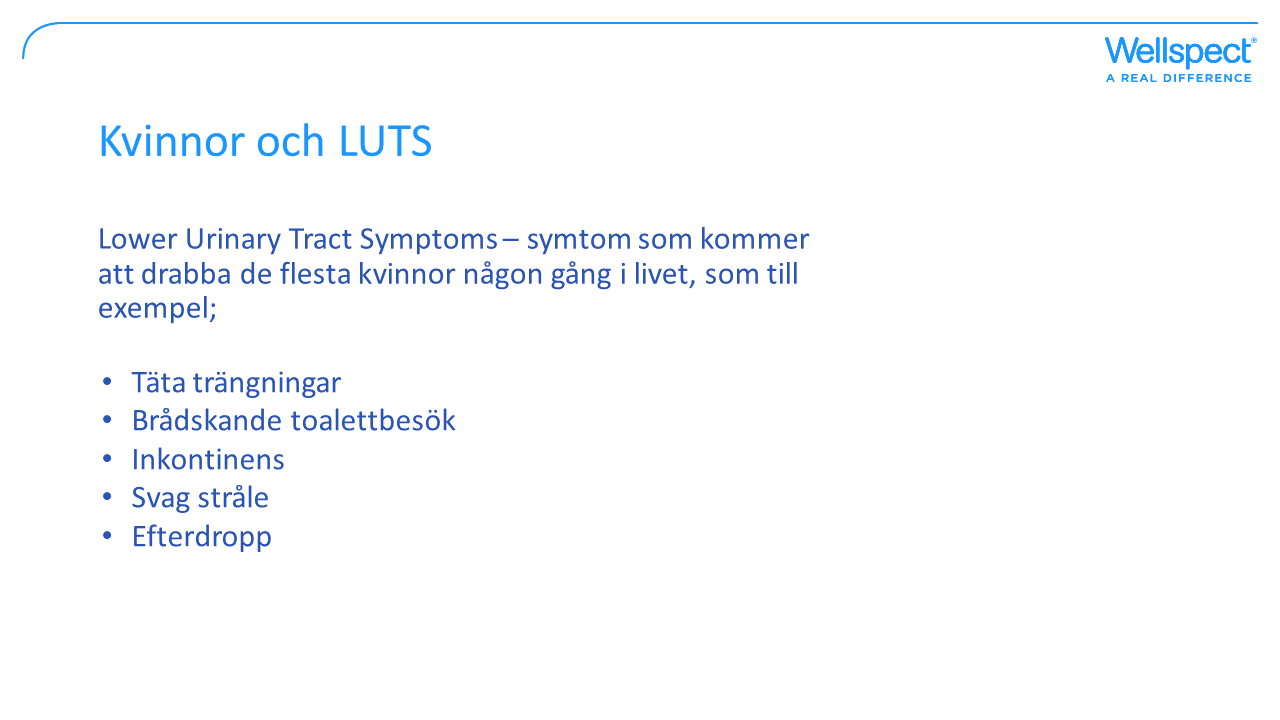 Wellspect®
A REAL DIFFERENCE
Kvinnor och LUTS
Lower Urinary Tract Symptoms – symtom som kommer
att drabba de flesta kvinnor någon gång i livet, som till
exempel;
• Täta trängningar
• Brådskande toalettbesök
• Inkontinens
• Svag stråle
• Efterdropp